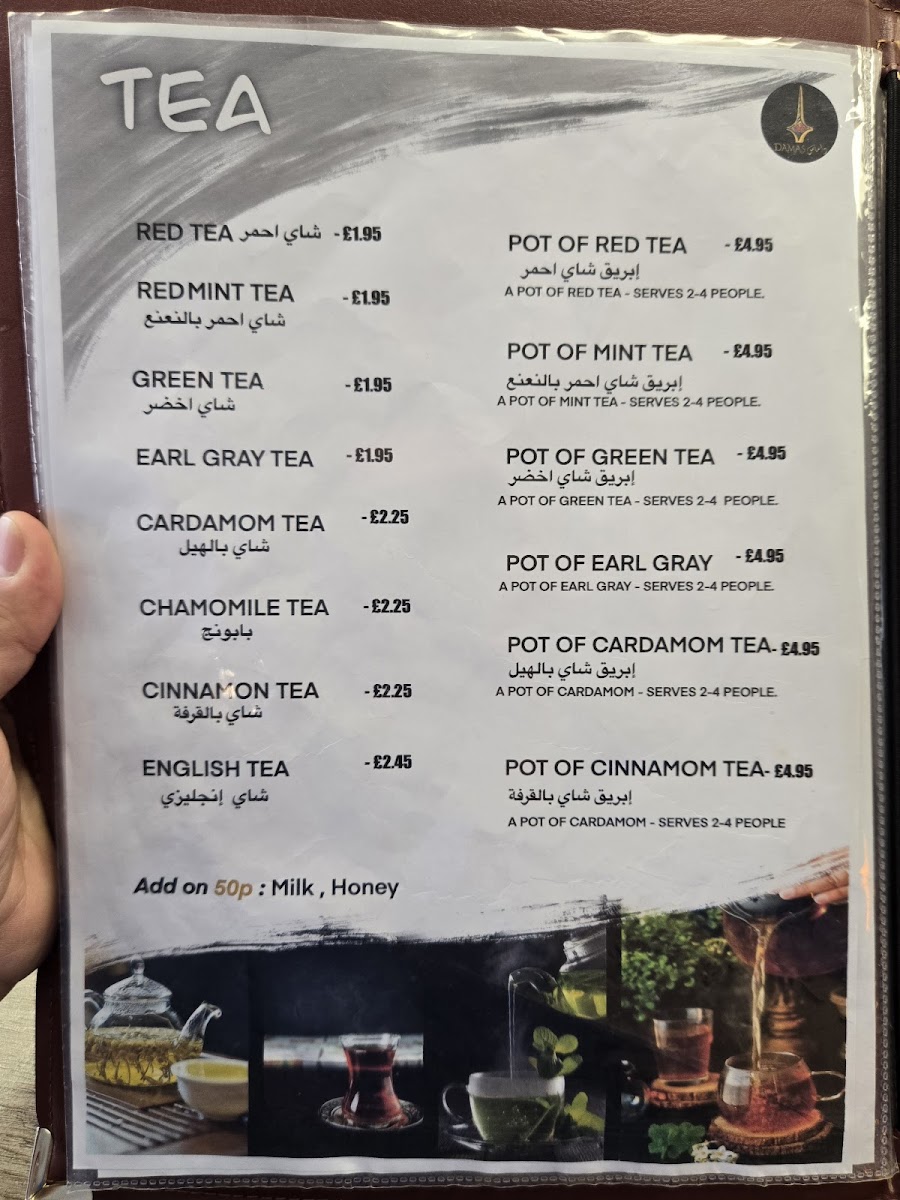 TEA
DAMAS
RED TEA شاي احمر - £1.95
RED MINT TEA - £1.95
شاي احمر بالنعنع
GREEN TEA - £1.95
شاي اخضر
EARL GRAY TEA - £1.95
CARDAMOM TEA - £2.25
شاي بالهيل
CHAMOMILE TEA - £2.25
بابونج
CINNAMON TEA - £2.25
شاي بالقرفة
ENGLISH TEA - £2.45
شاي إنجليزي
Add on 50p : Milk , Honey
POT OF RED TEA - £4.95
إبريق شاي احمر
A POT OF RED TEA - SERVES 2-4 PEOPLE.
POT OF MINT TEA - £4.95
إبريق شاي احمر بالنعنع
A POT OF MINT TEA - SERVES 2-4 PEOPLE.
POT OF GREEN TEA - £4.95
إبريق شاي اخضر
A POT OF GREEN TEA - SERVES 2-4 PEOPLE.
POT OF EARL GRAY - £4.95
A POT OF EARL GRAY - SERVES 2-4 PEOPLE.
POT OF CARDAMOM TEA- £4.95
إبريق شاي بالهيل
A POT OF CARDAMOM - SERVES 2-4 PEOPLE.
POT OF CINNAMOM TEA- £4.95
إبريق شاي بالقرفة
A POT OF CARDAMOM - SERVES 2-4 PEOPLE